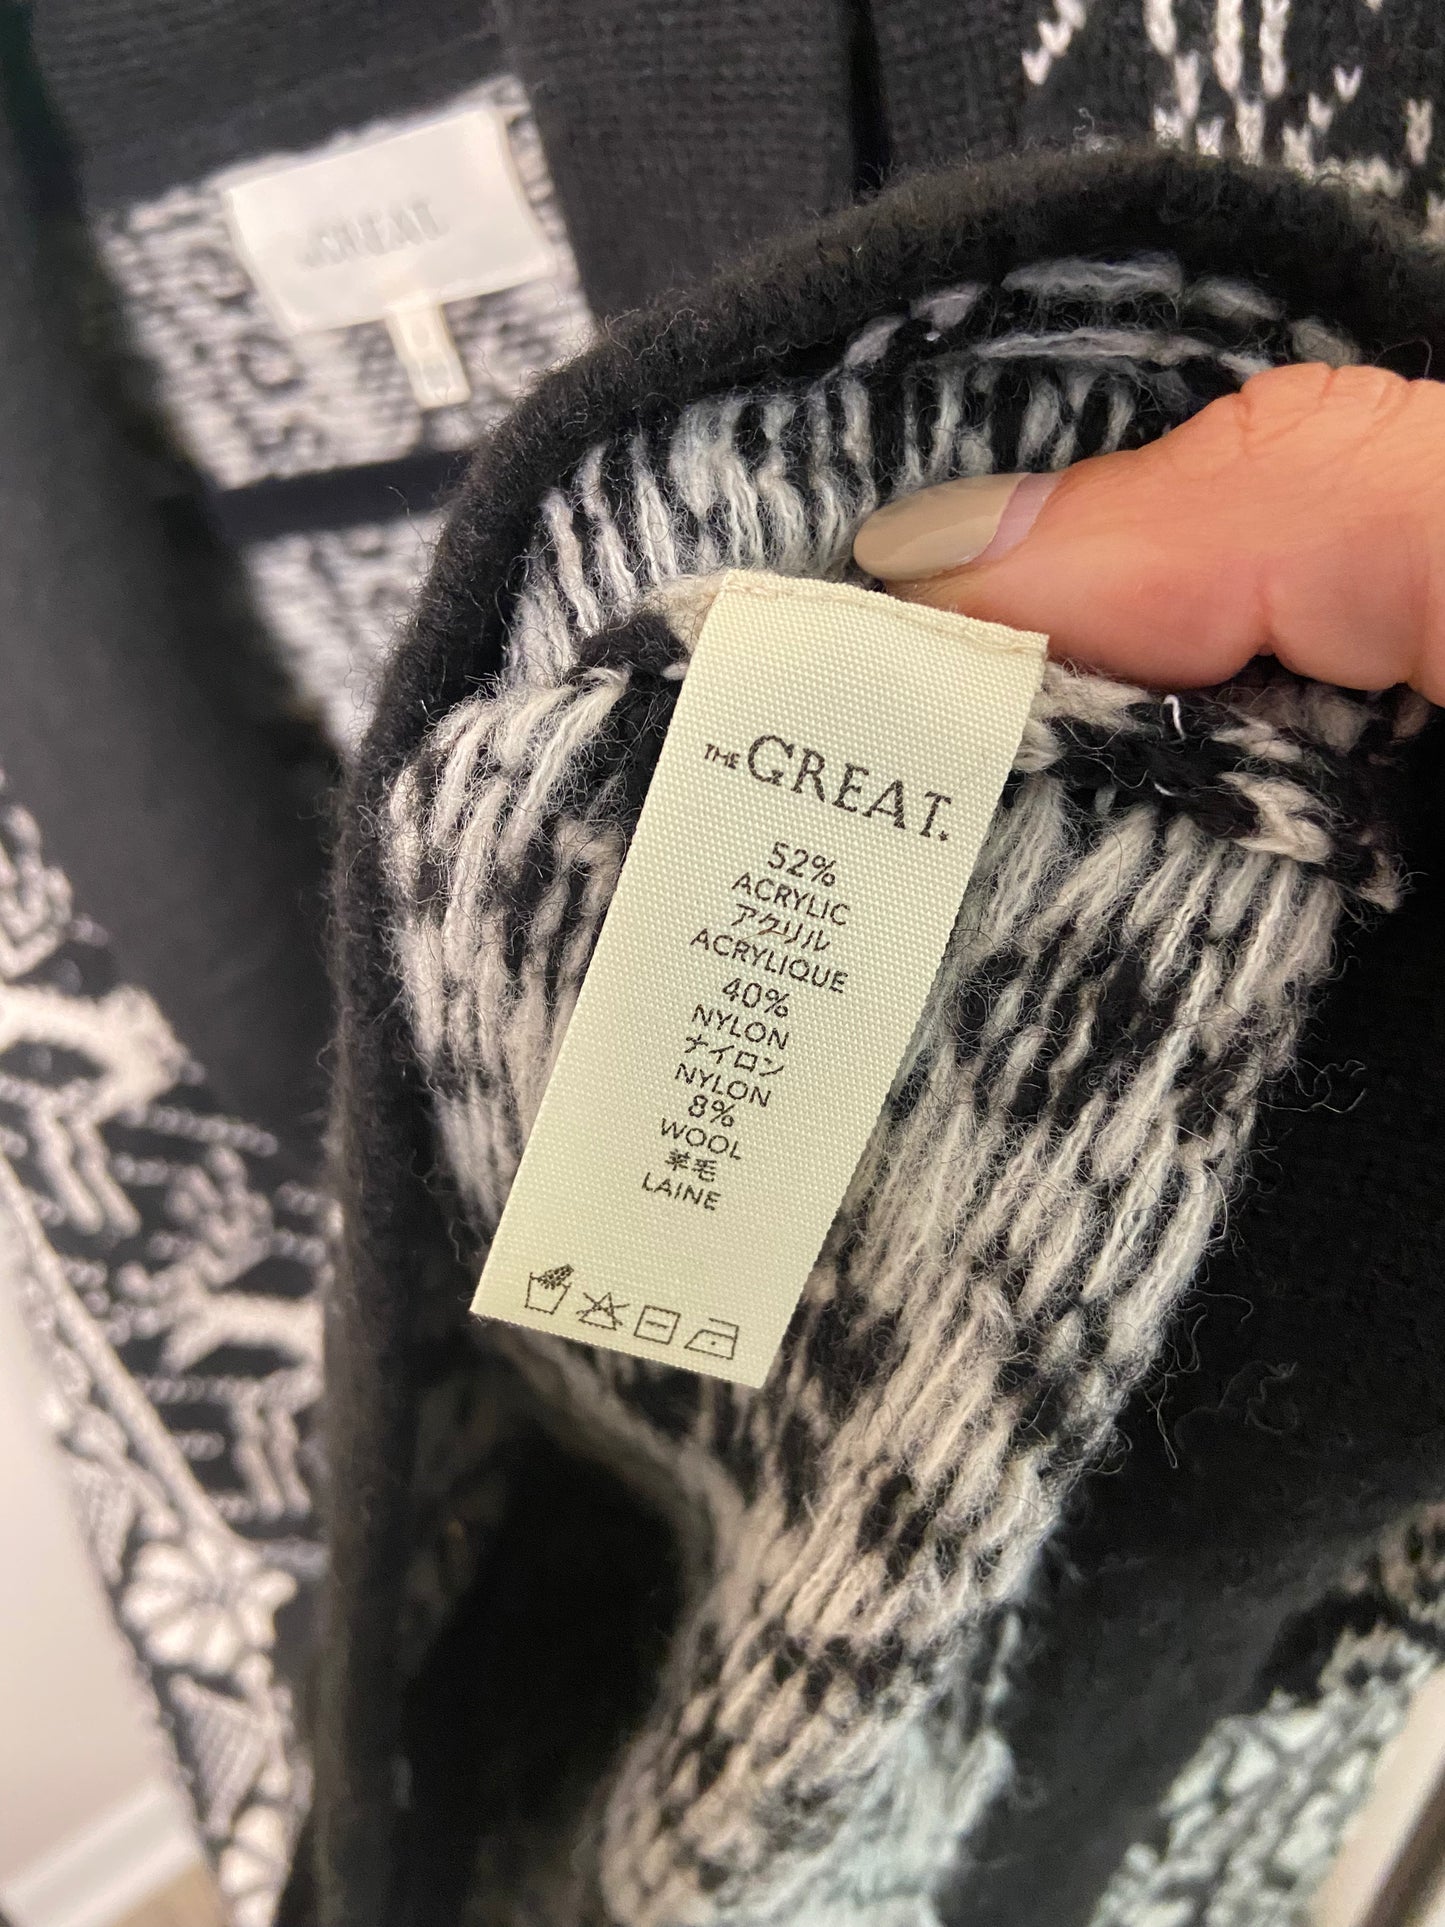 THE GREAT.
52%
ACRYLIC
アクリル
ACRYLIQUE
40%
NYLON
ナイロン
NYLON
8%
WOOL
羊毛
LAINE